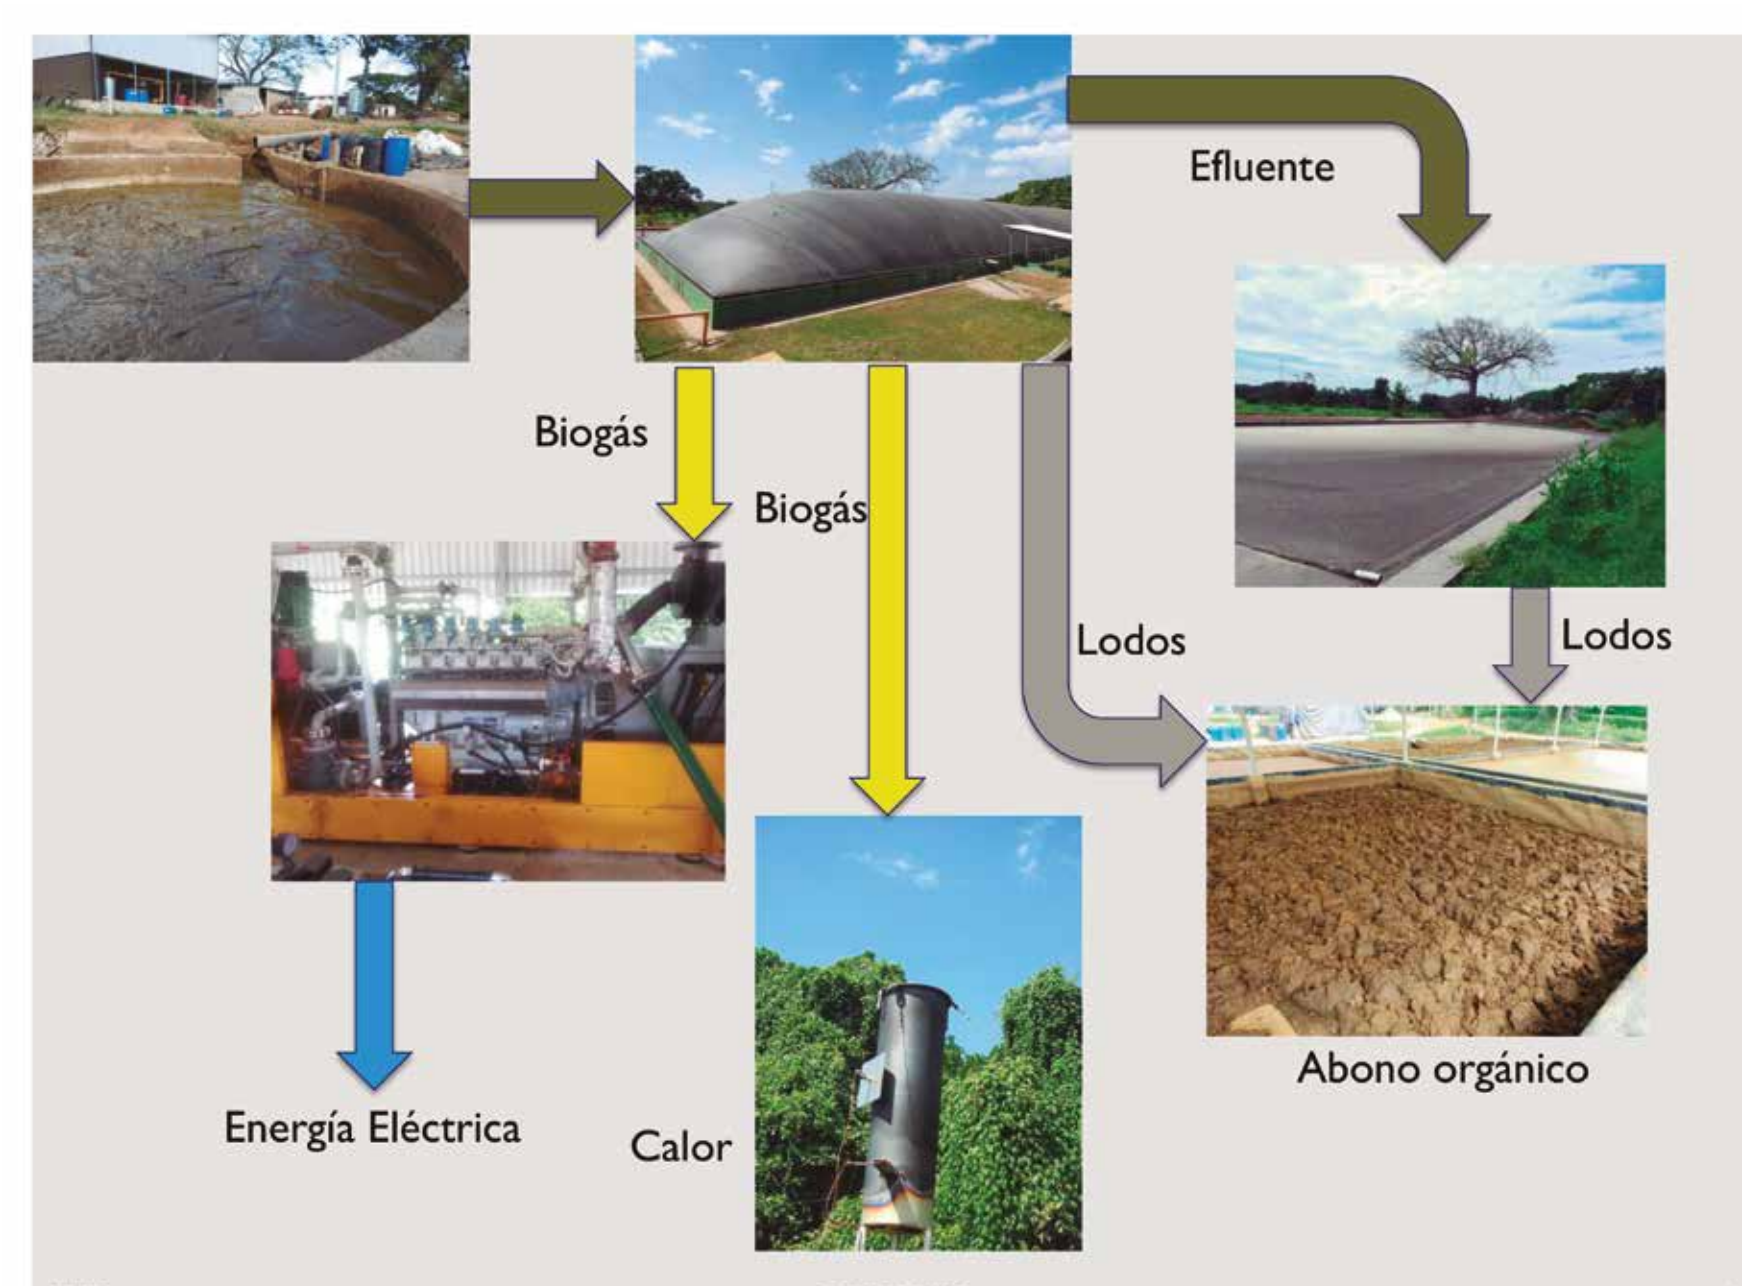 Efluente
Biogás
Biogás
Lodos
Lodos
Abono orgánico
Energía Eléctrica
Calor